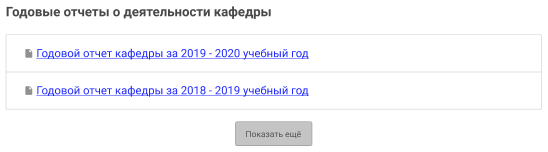 Годовые отчеты о деятельности кафедры
Годовой отчет кафедры за 2019 - 2020 учебный год
Годовой отчет кафедры за 2018 - 2019 учебный год
Показать ещё